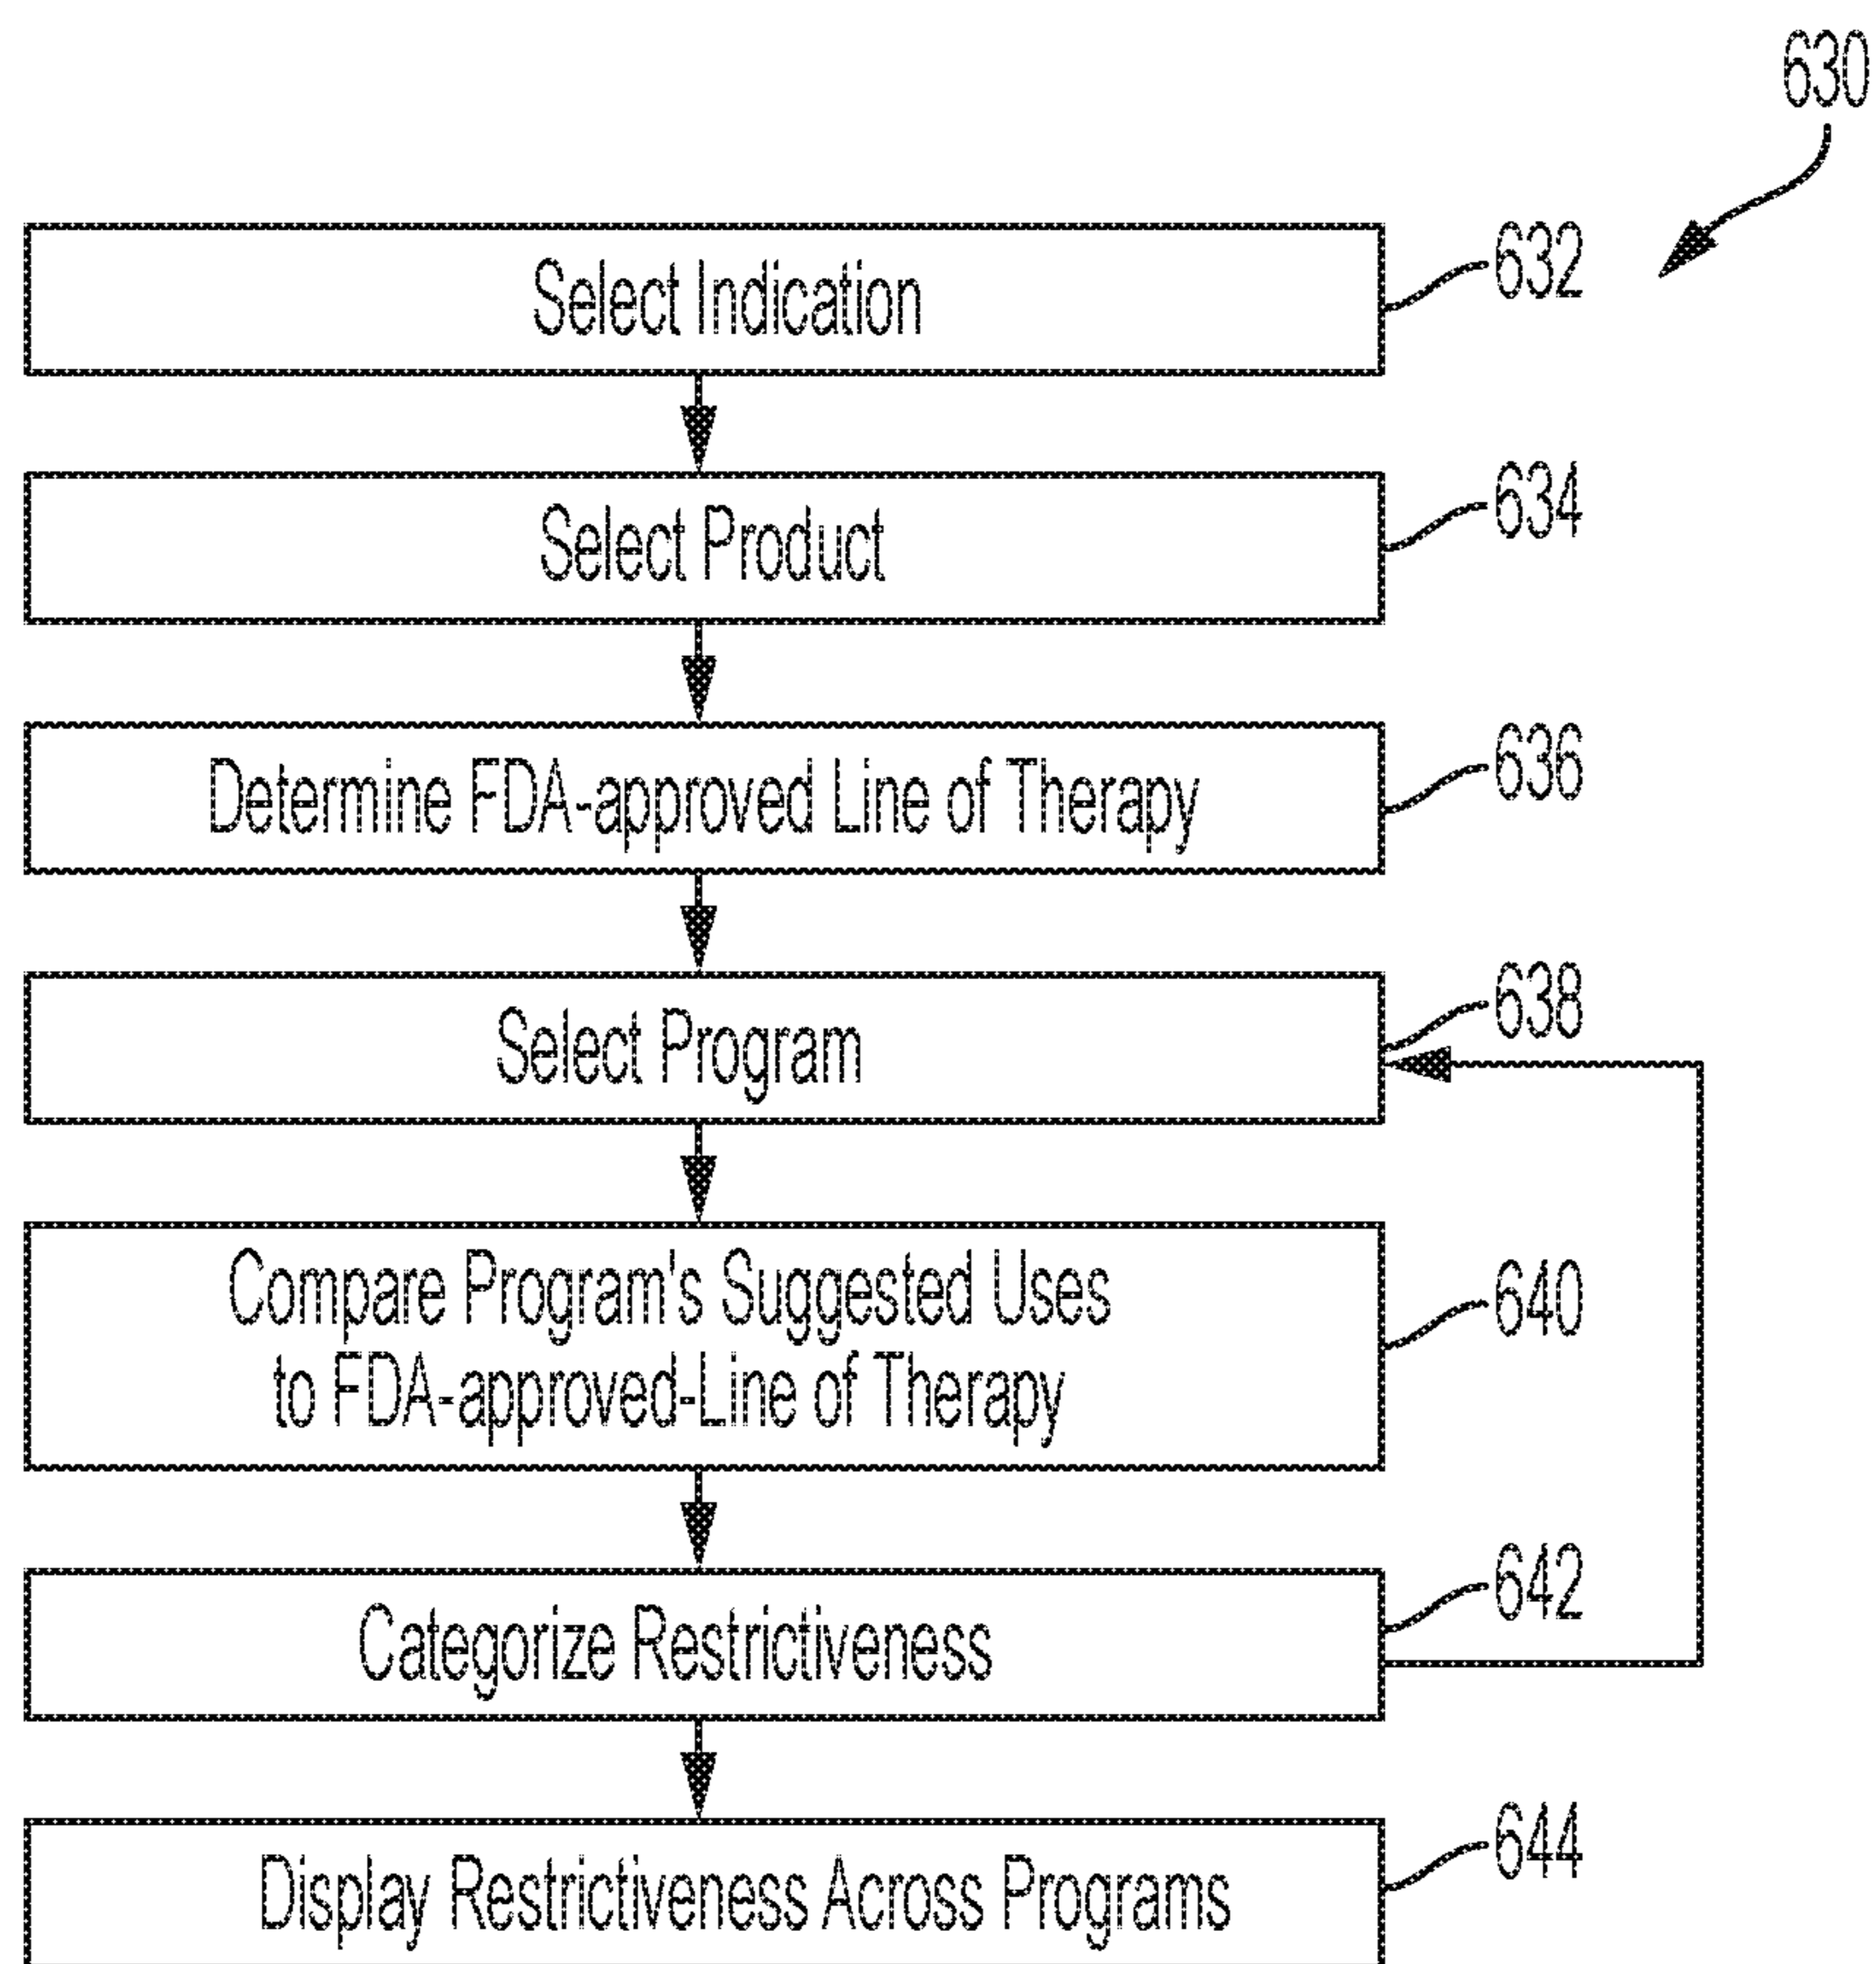 630
Select Indication
632
Select Product
634
Determine FDA-approved Line of Therapy
636
Select Program
638
Compare Program's Suggested Uses
to FDA-approved-Line of Therapy
640
Categorize Restrictiveness
642
Display Restrictiveness Across Programs
644